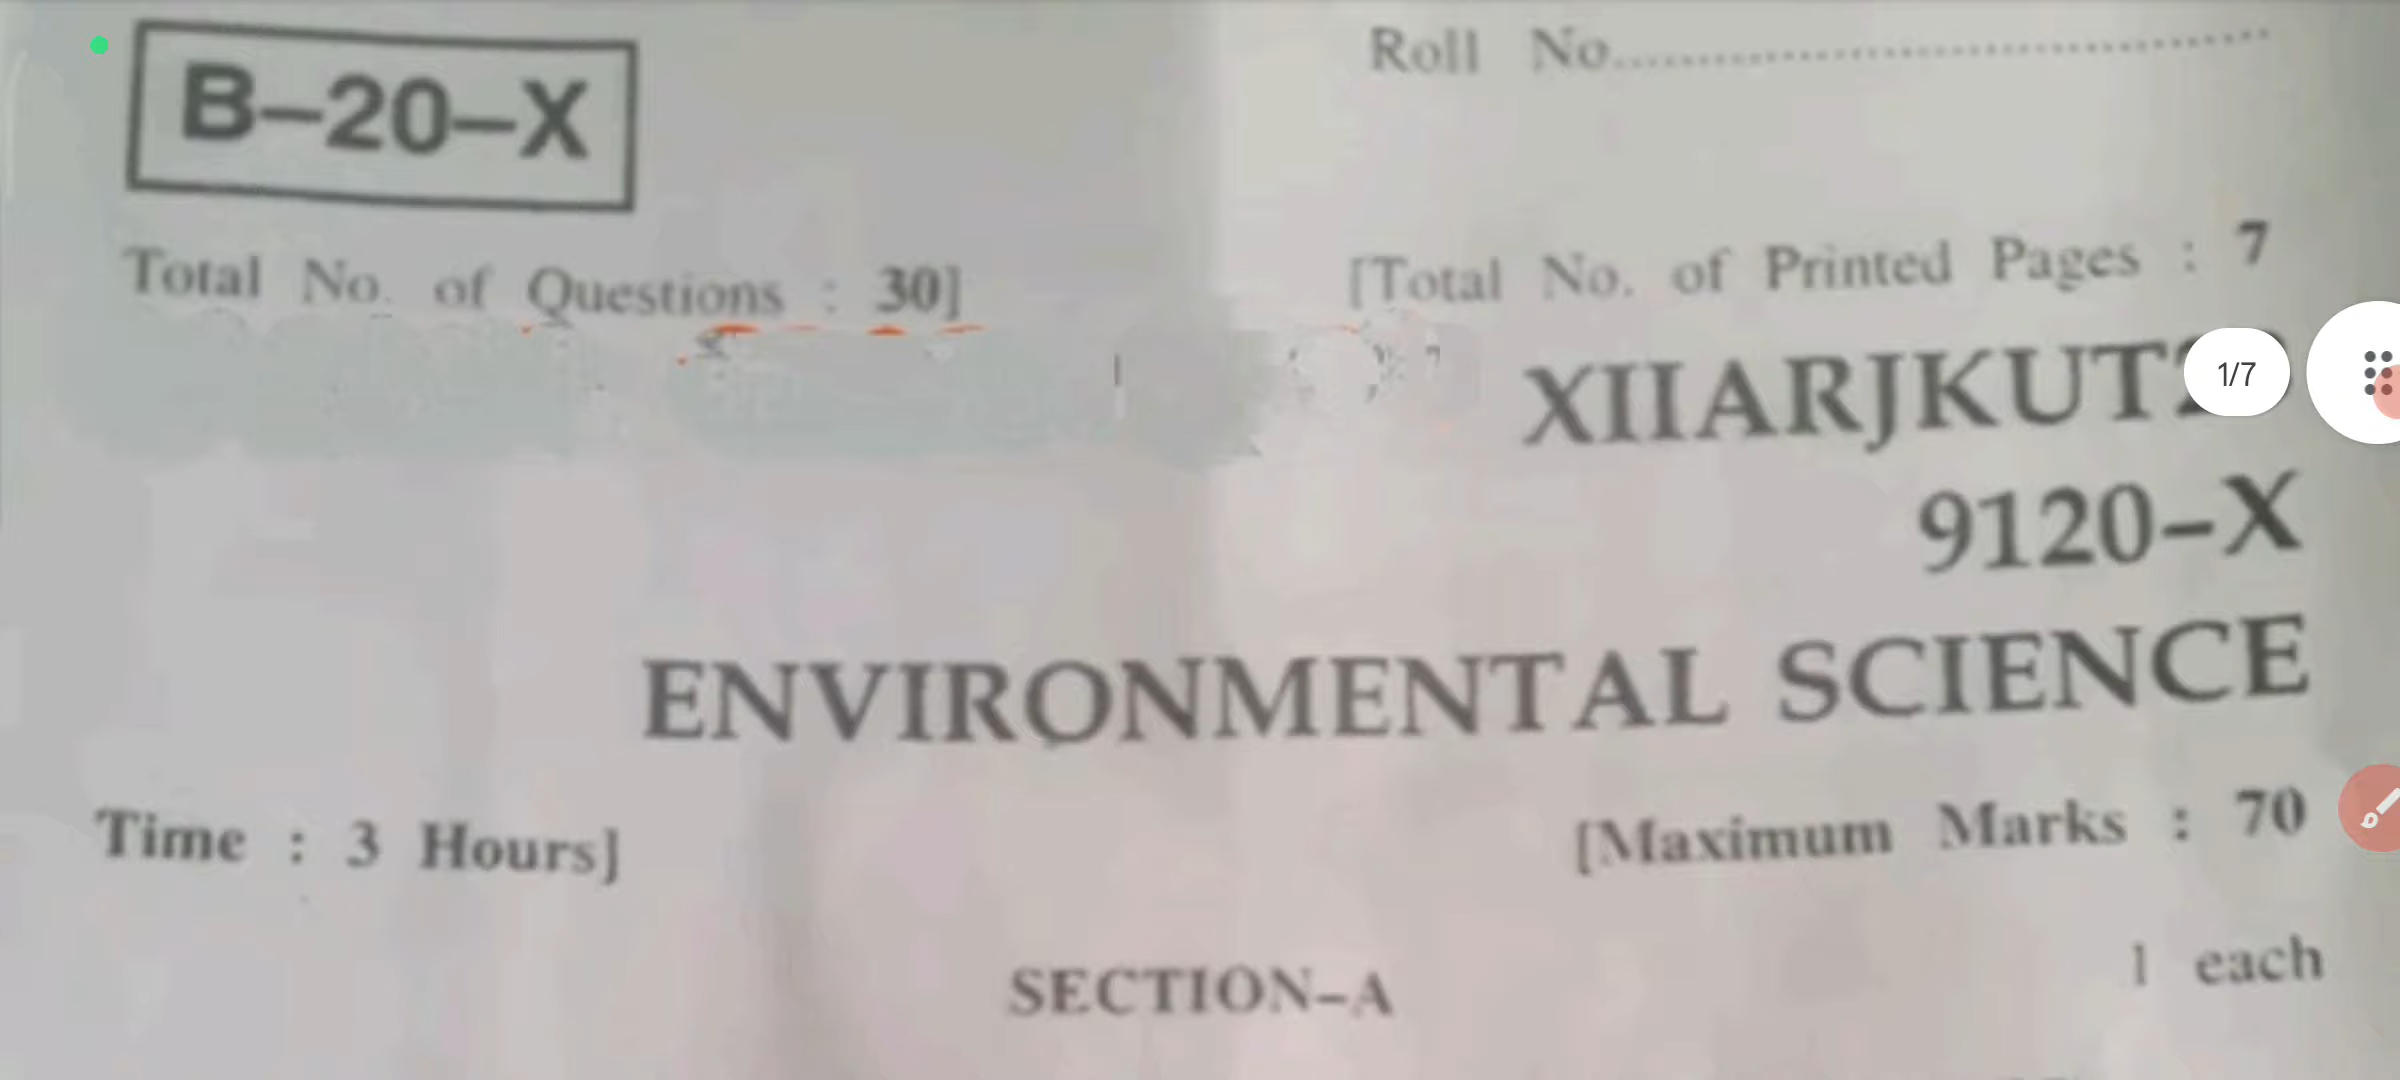 B–20–X
Roll No..........................................
Total No. of Questions : 30]
[Total No. of Printed Pages : 7
1/7
9120–X
ENVIRONMENTAL SCIENCE
Time : 3 Hours]
[Maximum Marks : 70
1 each
SECTION–A